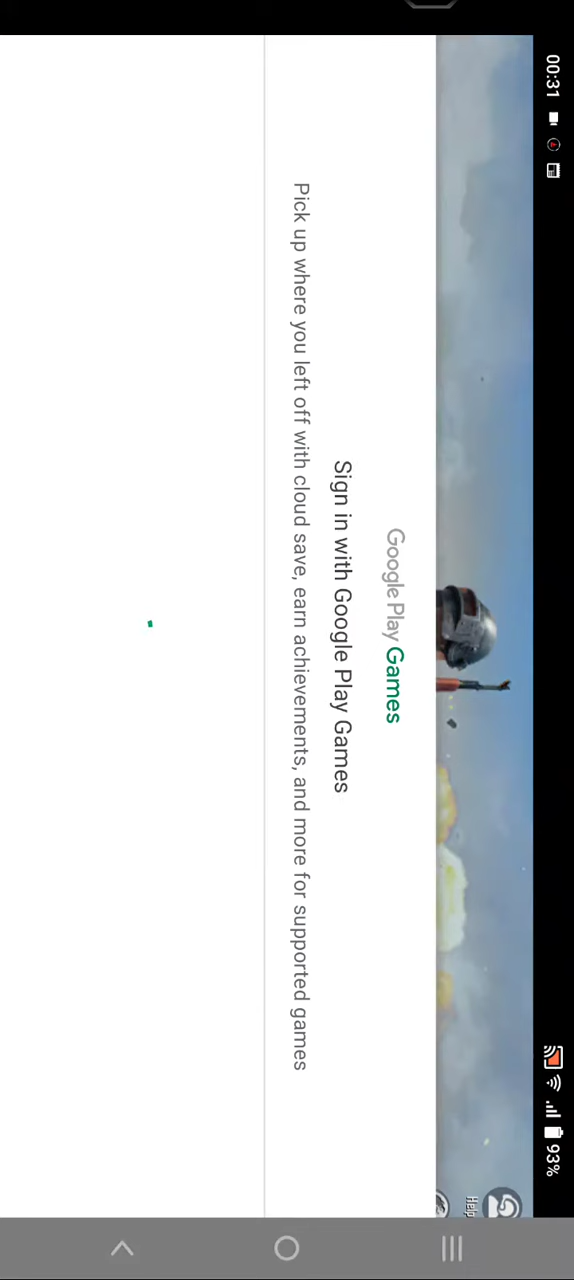 00:31
93%
Help
Google Play Games
Sign in with Google Play Games
Pick up where you left off with cloud save, earn achievements, and more for supported games